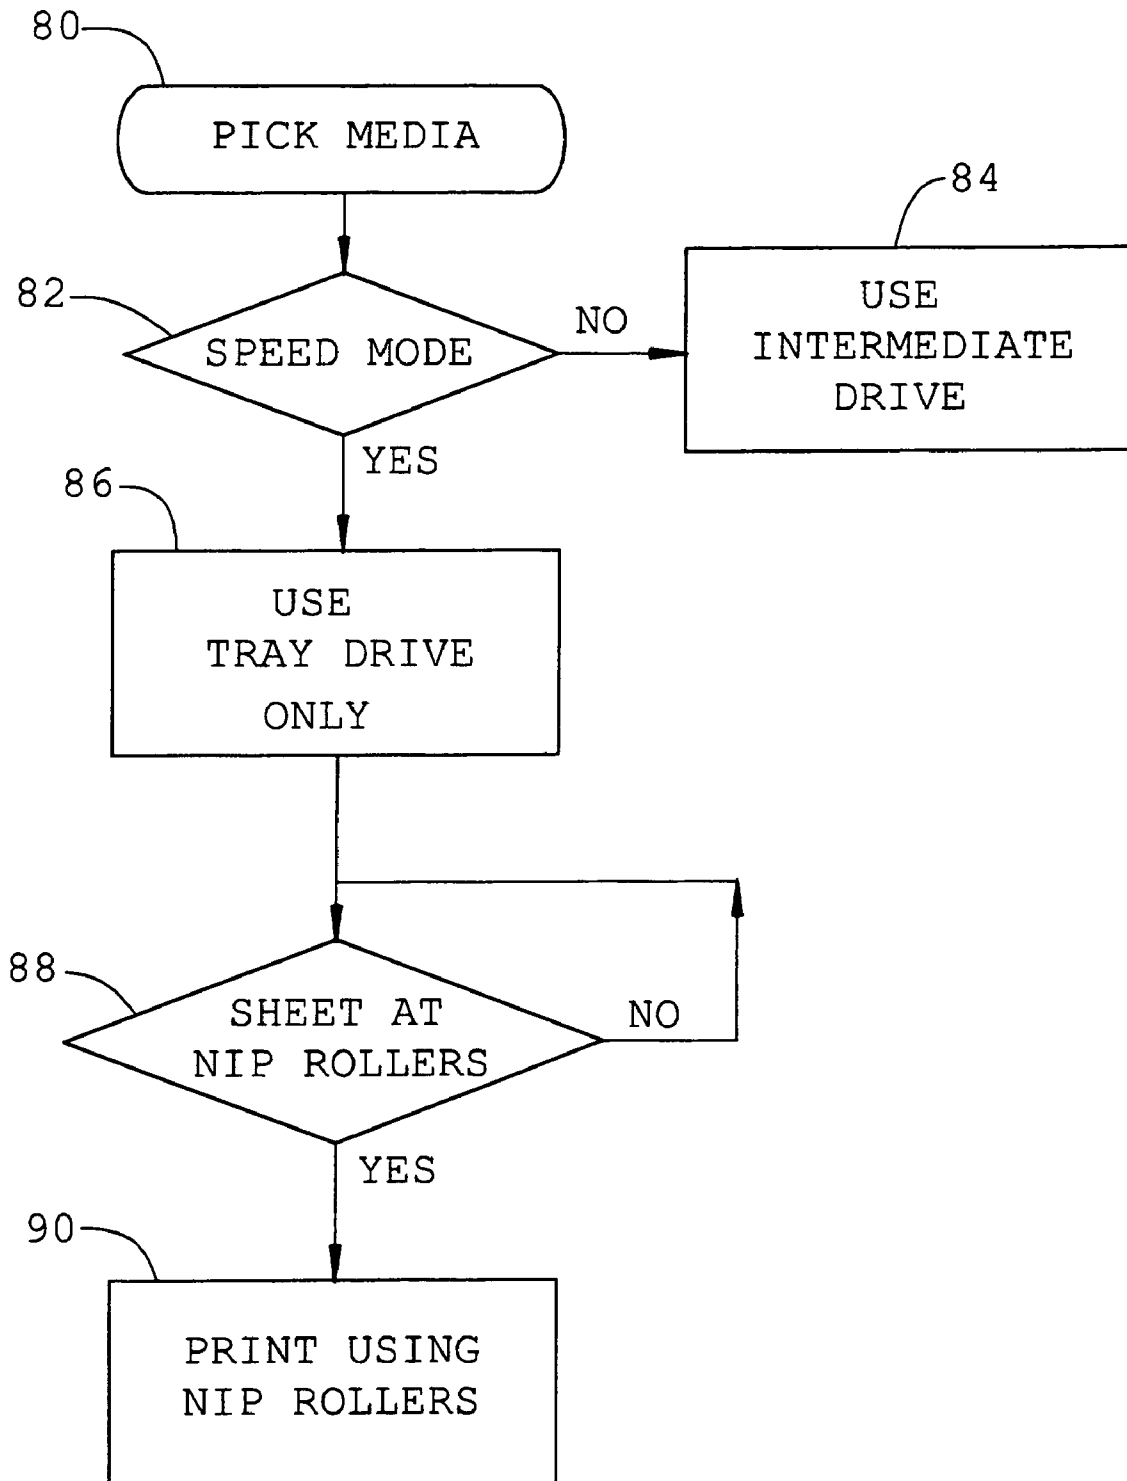 80
PICK MEDIA
84
82
SPEED MODE
NO
USE
INTERMEDIATE
DRIVE
YES
86
USE
TRAY DRIVE
ONLY
88
SHEET AT
NIP ROLLERS
NO
YES
90
PRINT USING
NIP ROLLERS